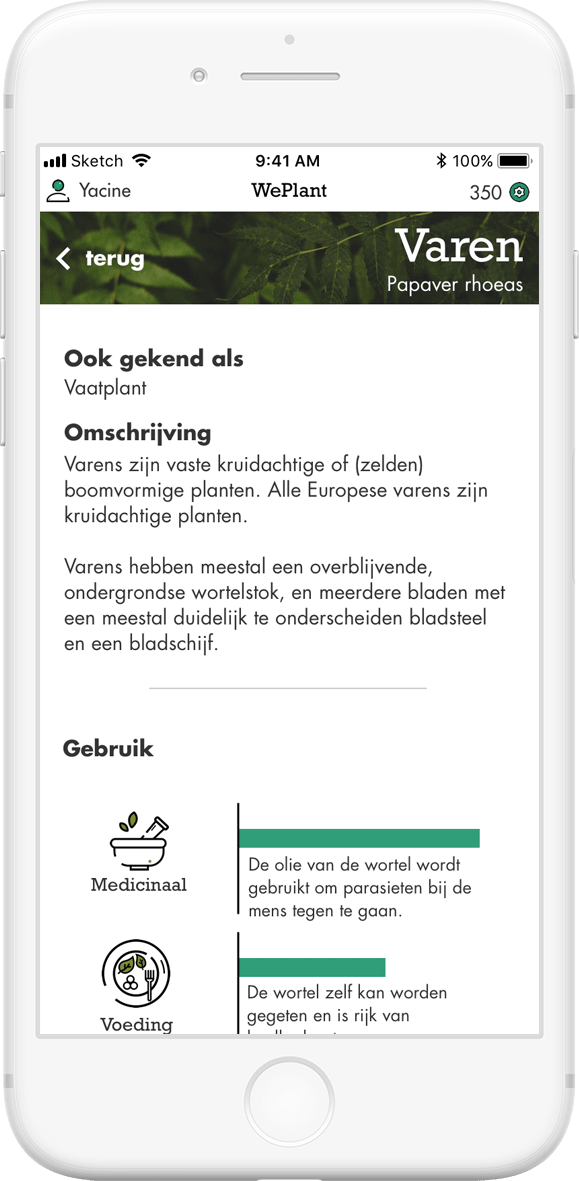 Sketch 9:41 AM 100%
Yacine WePlant 350
terug
Varen
Papaver rhoeas
Ook gekend als
Vaatplant
Omschrijving
Varens zijn vaste kruidachtige of (zelden)
boomvormige planten. Alle Europese varens zijn
kruidachtige planten.
Varens hebben meestal een overblijvende,
ondergrondse wortelstok, en meerdere bladen met
een meestal duidelijk te onderscheiden bladsteel
en een bladschijf.
Gebruik
Medicinaal
De olie van de wortel wordt
gebruikt om parasieten bij de
mens tegen te gaan.
Voeding
De wortel zelf kan worden
gegeten en is rijk van